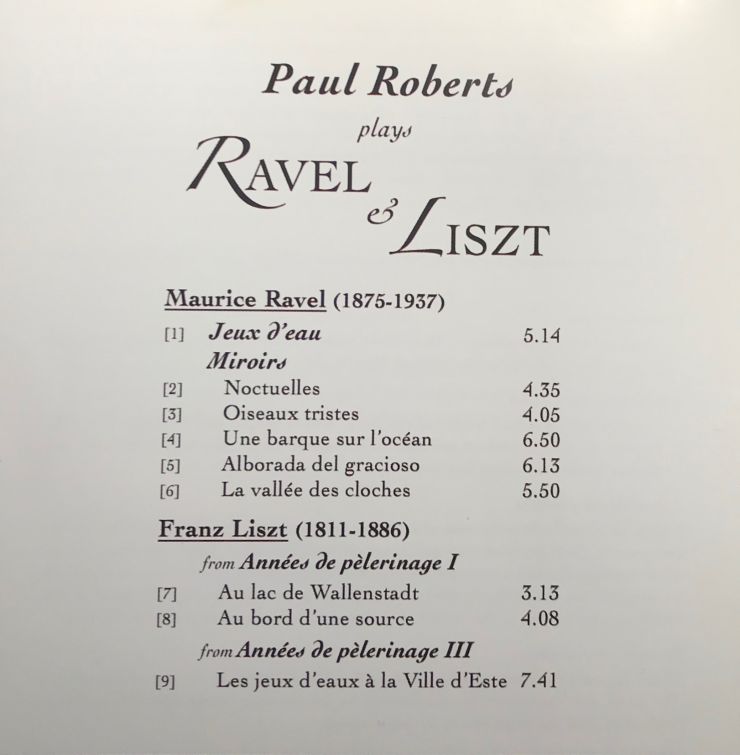 Paul Roberts
plays
RAVEL
& LISZT
Maurice Ravel (1875-1937)
[1] Jeux d'eau 5.14
Miroirs
[2] Noctuelles 4.35
[3] Oiseaux tristes 4.05
[4] Une barque sur l'océan 6.50
[5] Alborada del gracioso 6.13
[6] La vallée des cloches 5.50
Franz Liszt (1811-1886)
from Années de pèlerinage I
[7] Au lac de Wallenstadt 3.13
[8] Au bord d'une source 4.08
from Années de pèlerinage III
[9] Les jeux d'eaux à la Ville d'Este 7.41